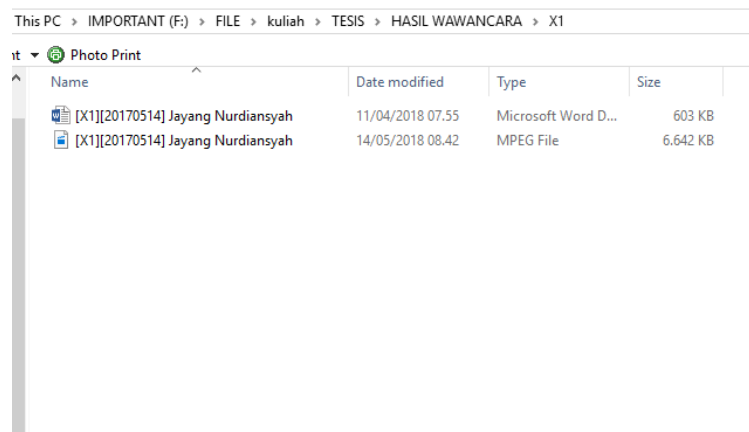 This PC > IMPORTANT (F:) > FILE > kuliah > TESIS > HASIL WAWANCARA > X1
nt Photo Print
Name Date modified Type Size
[X1][20170514] Jayang Nurdiansyah 11/04/2018 07.55 Microsoft Word D... 603 KB
[X1][20170514] Jayang Nurdiansyah 14/05/2018 08.42 MPEG File 6.642 KB